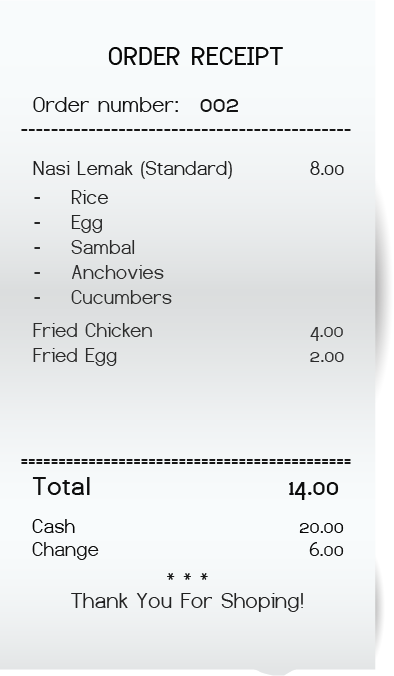 ORDER RECEIPT
Order number: 002
--------------------------------------------------------
Nasi Lemak (Standard) 8.00
- Rice
- Egg
- Sambal
- Anchovies
- Cucumbers
Fried Chicken 4.00
Fried Egg 2.00
========================================================
Total 14.00
Cash 20.00
Change 6.00
* * *
Thank You For Shoping!